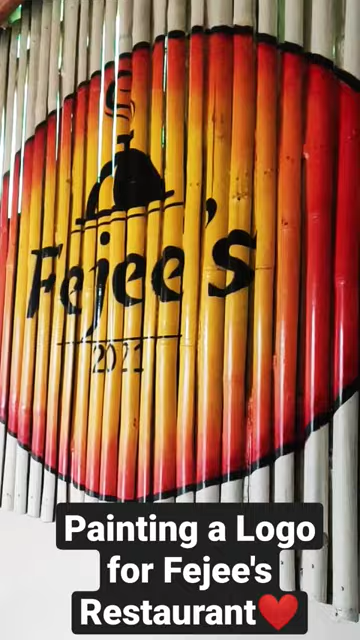 Fejee's
2021
Painting a Logo
for Fejee's
Restaurant❤️